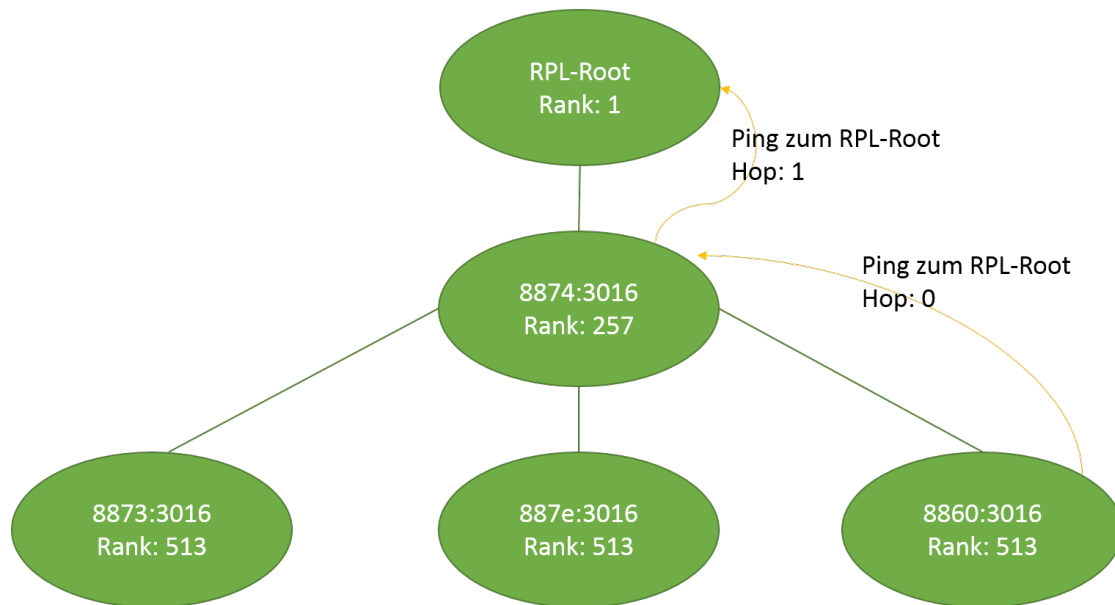 RPL-Root
Rank: 1
Ping zum RPL-Root
Hop: 1
Ping zum RPL-Root
Hop: 0
8874:3016
Rank: 257
8873:3016
Rank: 513
887e:3016
Rank: 513
8860:3016
Rank: 513